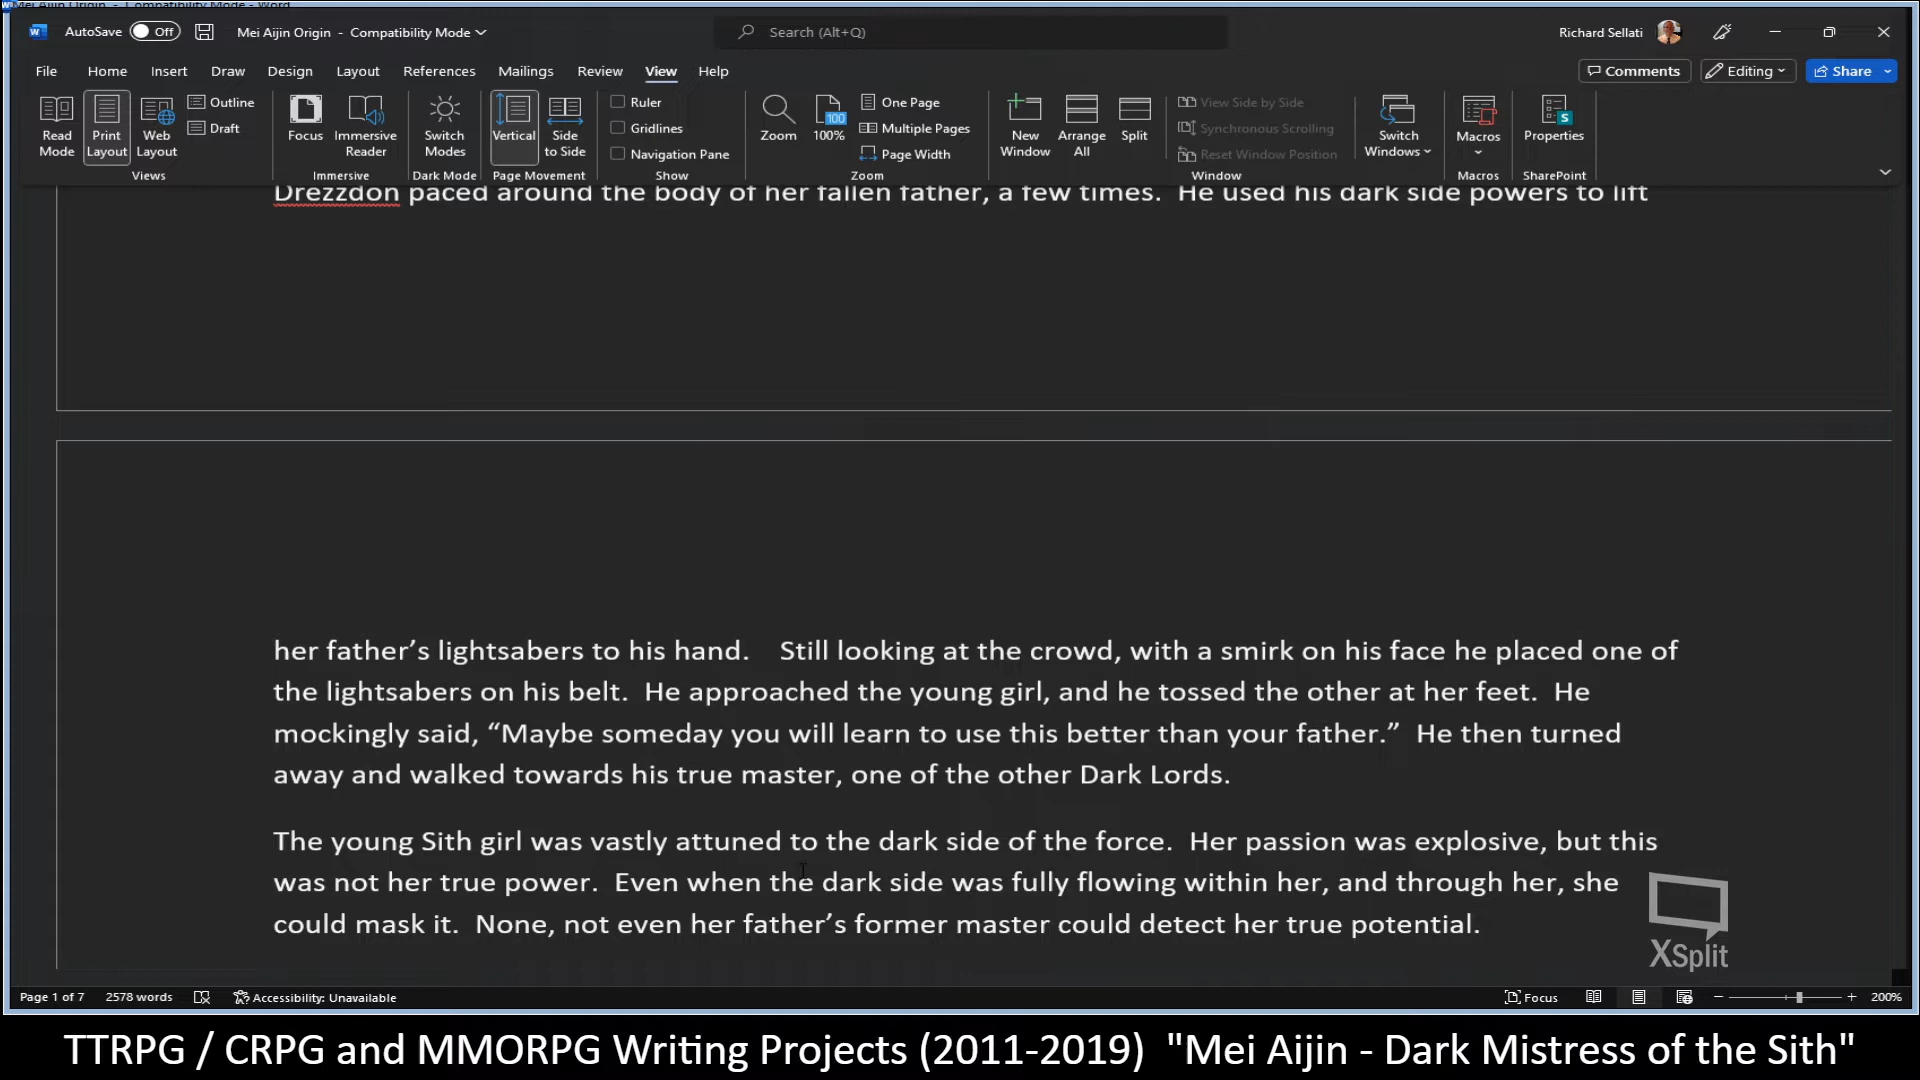 Mei Aijin Origin - Compatibility Mode - Word
AutoSave Off Mei Aijin Origin - Compatibility Mode Search (Alt+Q) Richard Sellati
File Home Insert Draw Design Layout References Mailings Review View Help Comments Editing Share
Read Mode Print Layout Web Layout Outline Draft
Views
Focus Immersive Reader
Immersive
Switch Modes
Dark Mode
Vertical Side to Side
Page Movement
Ruler
Gridlines
Navigation Pane
Show
Zoom 100% One Page Multiple Pages Page Width
Zoom
New Window Arrange All Split View Side by Side Synchronous Scrolling Reset Window Position Switch Windows
Window
Macros
Macros
Properties
SharePoint
Drezzdon paced around the body of her fallen father, a few times.  He used his dark side powers to lift
her father’s lightsabers to his hand.    Still looking at the crowd, with a smirk on his face he placed one of
the lightsabers on his belt.  He approached the young girl, and he tossed the other at her feet.  He
mockingly said, “Maybe someday you will learn to use this better than your father.”  He then turned
away and walked towards his true master, one of the other Dark Lords.
The young Sith girl was vastly attuned to the dark side of the force.  Her passion was explosive, but this
was not her true power.  Even when the dark side was fully flowing within her, and through her, she
could mask it.  None, not even her father’s former master could detect her true potential.
XSplit
Page 1 of 7 2578 words Accessibility: Unavailable Focus 200%
TTRPG / CRPG and MMORPG Writing Projects (2011-2019)  "Mei Aijin - Dark Mistress of the Sith"